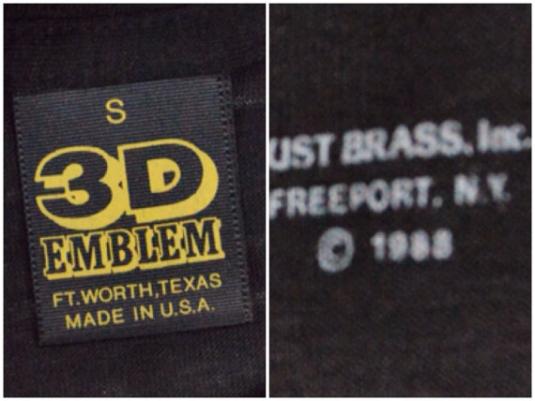 S
3D
EMBLEM
FT. WORTH, TEXAS
MADE IN U.S.A.
UST BRASS, Inc.
FREEPORT, N.Y.
© 1988